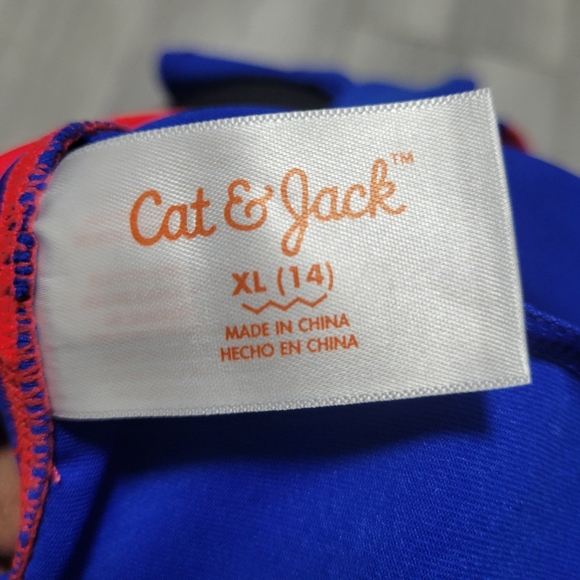 Cat & Jack™
XL (14)
MADE IN CHINA
HECHO EN CHINA